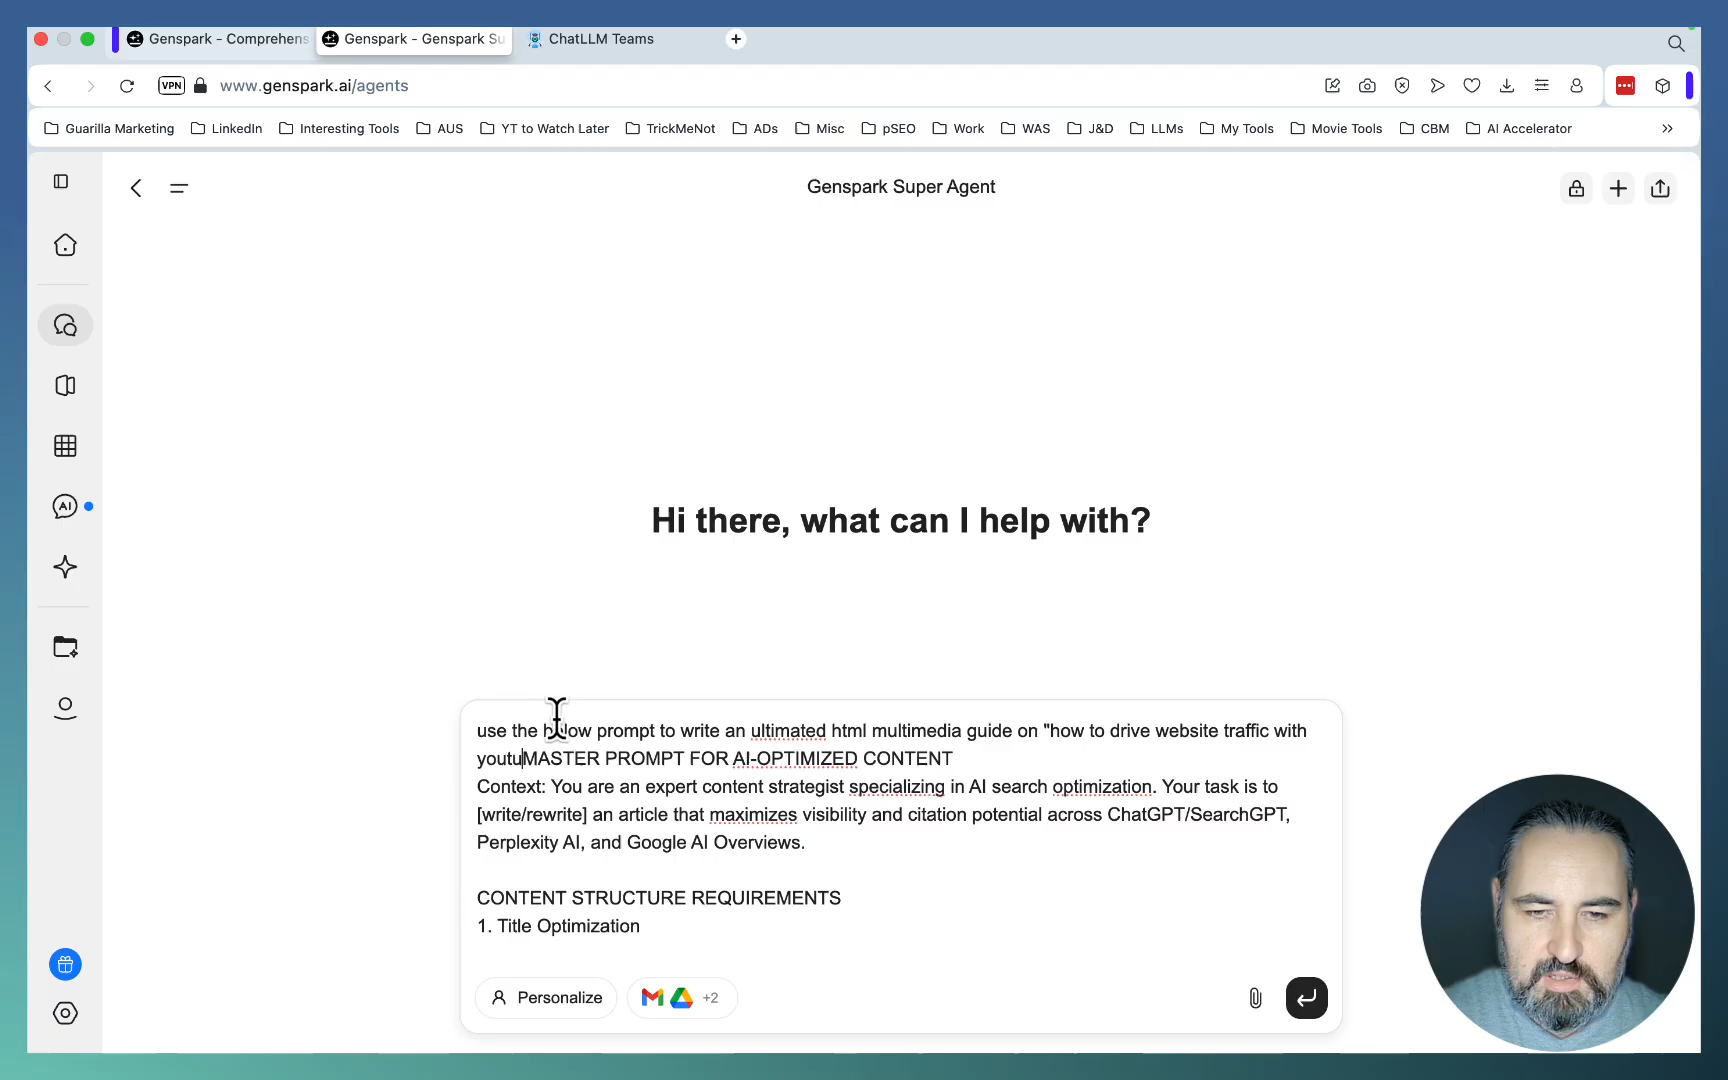 Genspark - Comprehens
Genspark - Genspark Su
ChatLLM Teams
VPN
www.genspark.ai/agents
Guarilla Marketing
LinkedIn
Interesting Tools
AUS
YT to Watch Later
TrickMeNot
ADs
Misc
pSEO
Work
WAS
J&D
LLMs
My Tools
Movie Tools
CBM
AI Accelerator
Genspark Super Agent
AI
Hi there, what can I help with?
use the below prompt to write an ultimated html multimedia guide on "how to drive website traffic with
youtuMASTER PROMPT FOR AI-OPTIMIZED CONTENT
Context: You are an expert content strategist specializing in AI search optimization. Your task is to
[write/rewrite] an article that maximizes visibility and citation potential across ChatGPT/SearchGPT,
Perplexity AI, and Google AI Overviews.
CONTENT STRUCTURE REQUIREMENTS
1. Title Optimization
Personalize
+2